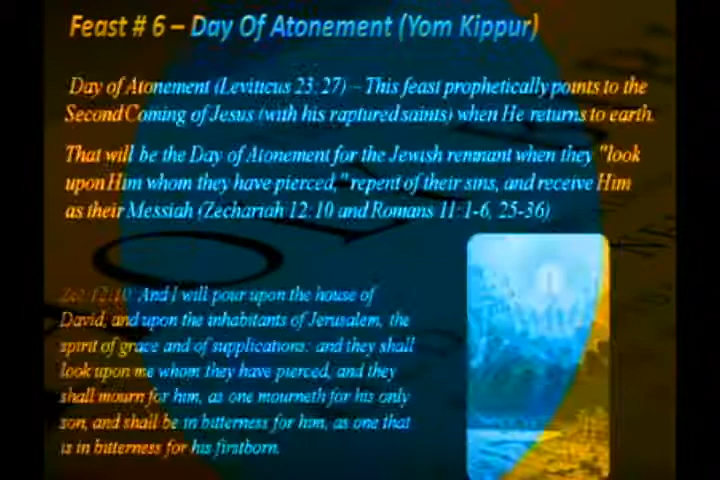 Feast # 6 – Day Of Atonement (Yom Kippur)
Day of Atonement (Leviticus 23:27) – This feast prophetically points to the
Second Coming of Jesus (with his raptured saints) when He returns to earth.
That will be the Day of Atonement for the Jewish remnant when they "look
upon Him whom they have pierced," repent of their sins, and receive Him
as their Messiah (Zechariah 12:10 and Romans 11:1-6, 25-36)
Zec 12:10 And I will pour upon the house of
David, and upon the inhabitants of Jerusalem, the
spirit of grace and of supplications: and they shall
look upon me whom they have pierced, and they
shall mourn for him, as one mourneth for his only
son, and shall be in bitterness for him, as one that
is in bitterness for his firstborn.